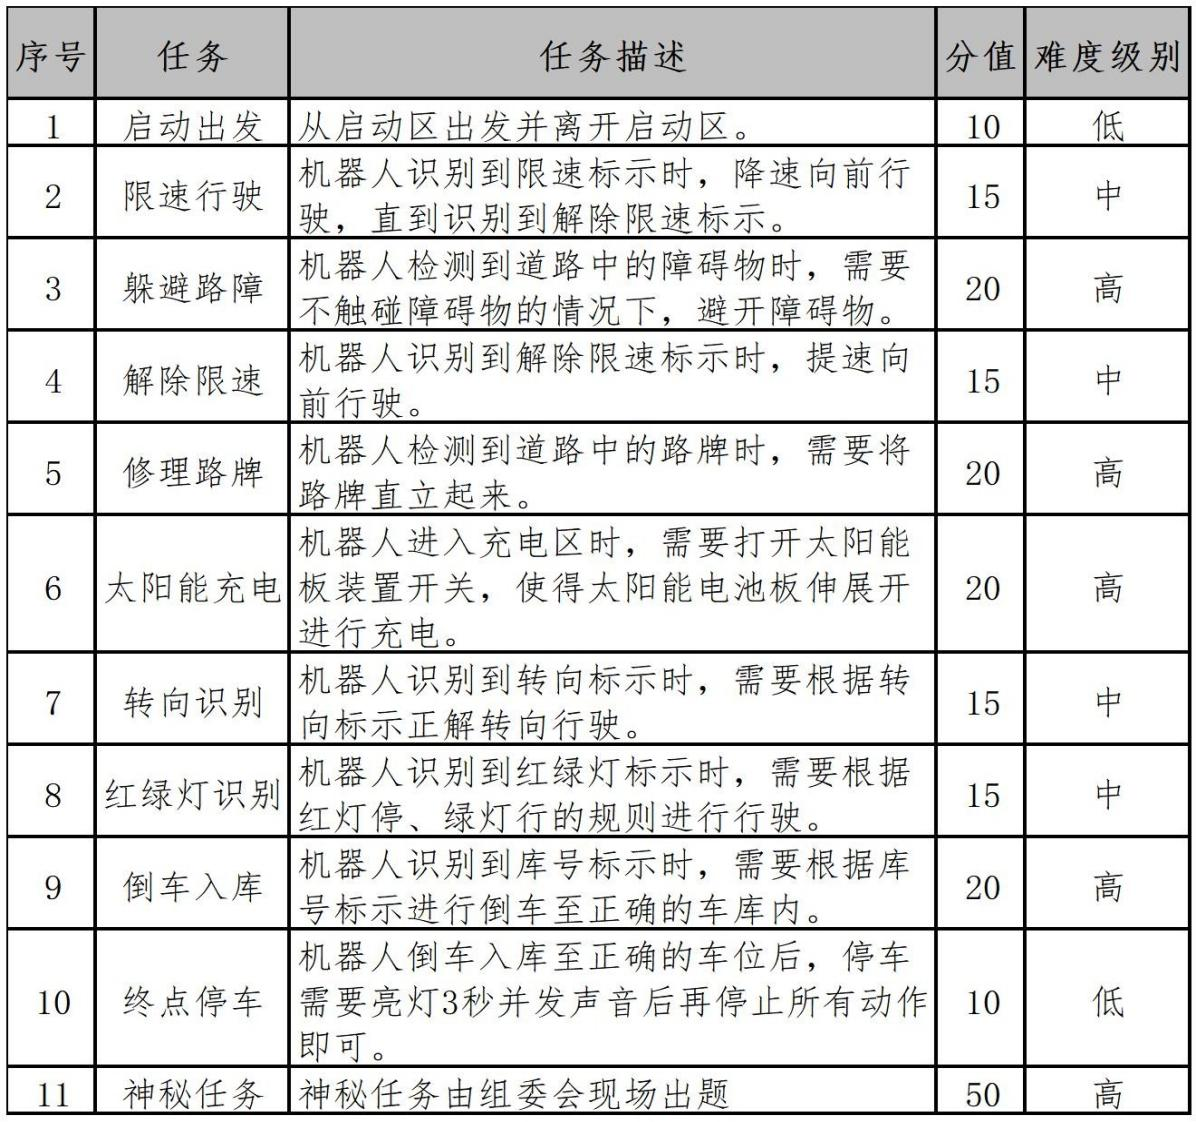 序号 任务 任务描述 分值 难度级别
1 启动出发 从启动区出发并离开启动区。 10 低
2 限速行驶 机器人识别到限速标示时，降速向前行
驶，直到识别到解除限速标示。 15 中
3 躲避路障 机器人检测到道路中的障碍物时，需要
不触碰障碍物的情况下，避开障碍物。 20 高
4 解除限速 机器人识别到解除限速标示时，提速向
前行驶。 15 中
5 修理路牌 机器人检测到道路中的路牌时，需要将
路牌直立起来。 20 高
6 太阳能充电 机器人进入充电区时，需要打开太阳能
板装置开关，使得太阳能电池板伸展开
进行充电。 20 高
7 转向识别 机器人识别到转向标示时，需要根据转
向标示正解转向行驶。 15 中
8 红绿灯识别 机器人识别到红绿灯标示时，需要根据
红灯停、绿灯行的规则进行行驶。 15 中
9 倒车入库 机器人识别到库号标示时，需要根据库
号标示进行倒车至正确的车库内。 20 高
10 终点停车 机器人倒车入库至正确的车位后，停车
需要亮灯3秒并发声音后再停止所有动作
即可。 10 低
11 神秘任务 神秘任务由组委会现场出题 50 高